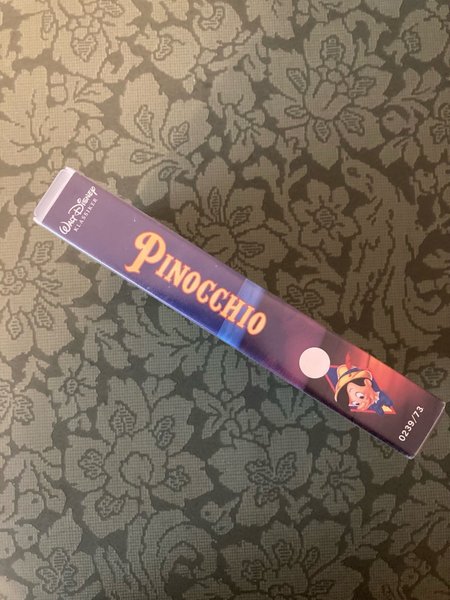 WALT DISNEY
KLASSIKER
PINOCCHIO
0239/73